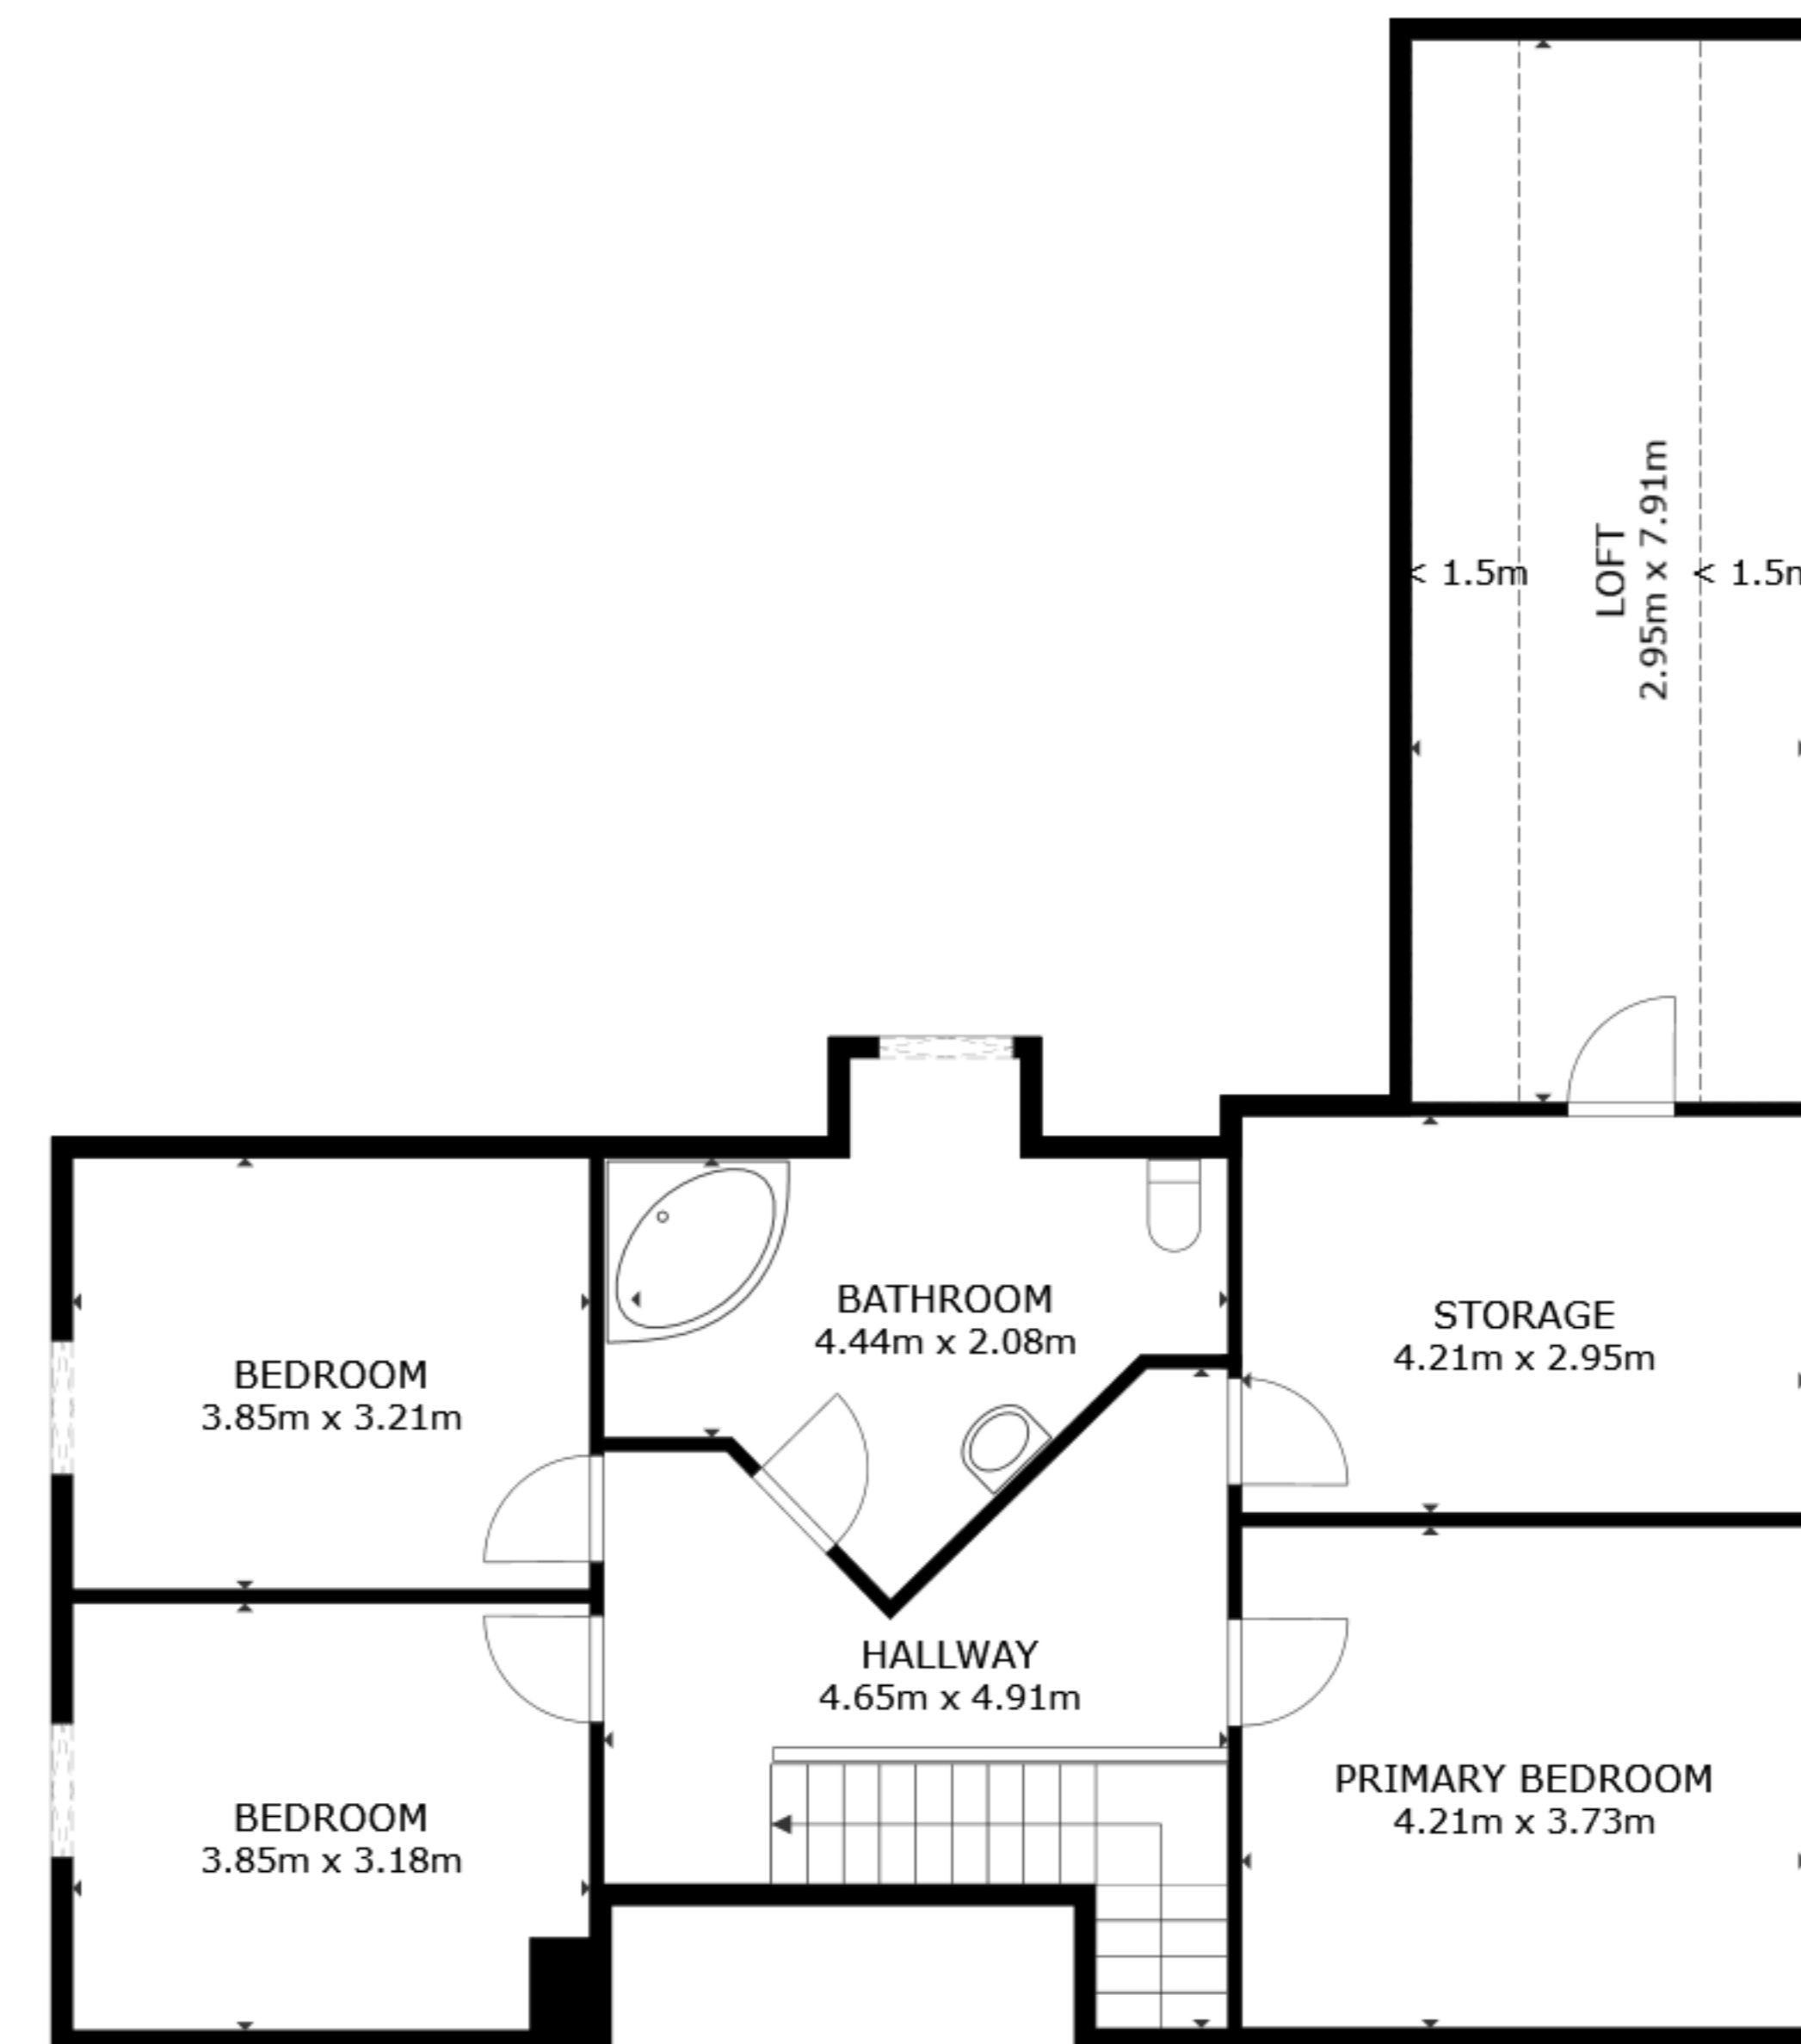 LOFT
2.95m x 7.91m
< 1.5m
< 1.5
BATHROOM
4.44m x 2.08m
STORAGE
4.21m x 2.95m
BEDROOM
3.85m x 3.21m
HALLWAY
4.65m x 4.91m
PRIMARY BEDROOM
4.21m x 3.73m
BEDROOM
3.85m x 3.18m